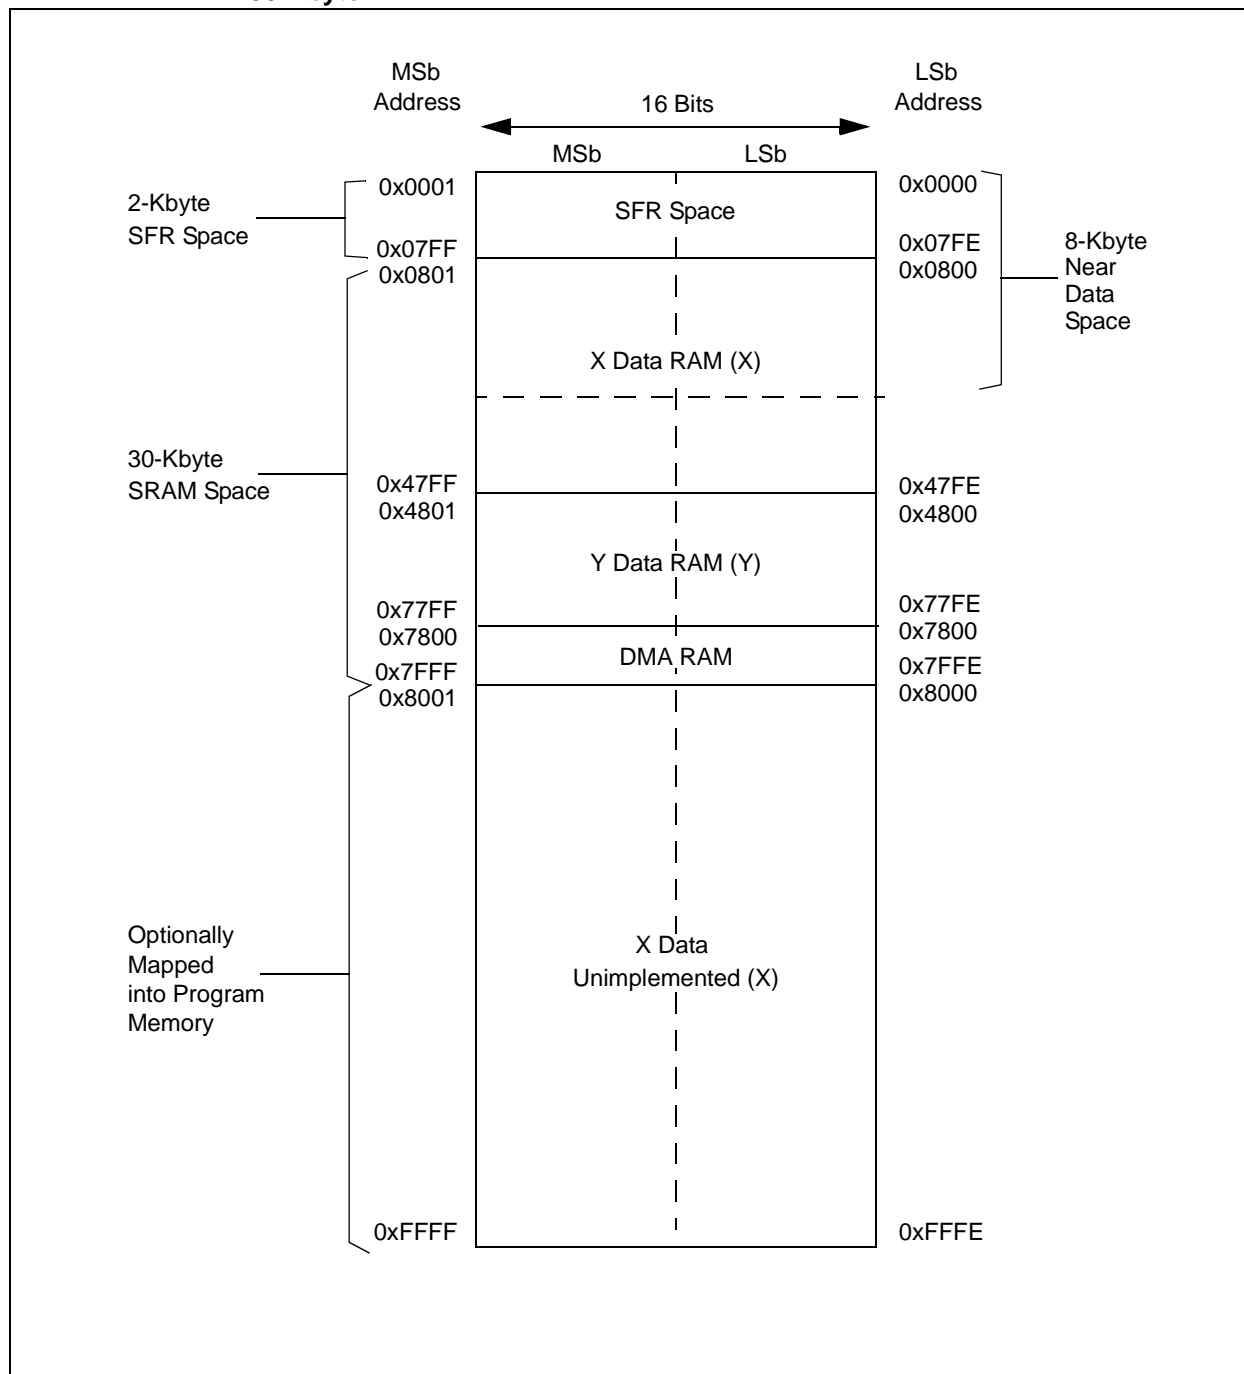 MSb
Address
LSb
Address
16 Bits
MSb
LSb
0x0001
0x0000
2-Kbyte
SFR Space
SFR Space
0x07FF
0x07FE
0x0801
0x0800
8-Kbyte
Near
Data
Space
X Data RAM (X)
30-Kbyte
SRAM Space
0x47FF
0x47FE
0x4801
0x4800
Y Data RAM (Y)
0x77FF
0x77FE
0x7800
0x7800
DMA RAM
0x7FFF
0x7FFE
0x8001
0x8000
Optionally
Mapped
into Program
Memory
X Data
Unimplemented (X)
0xFFFF
0xFFFE